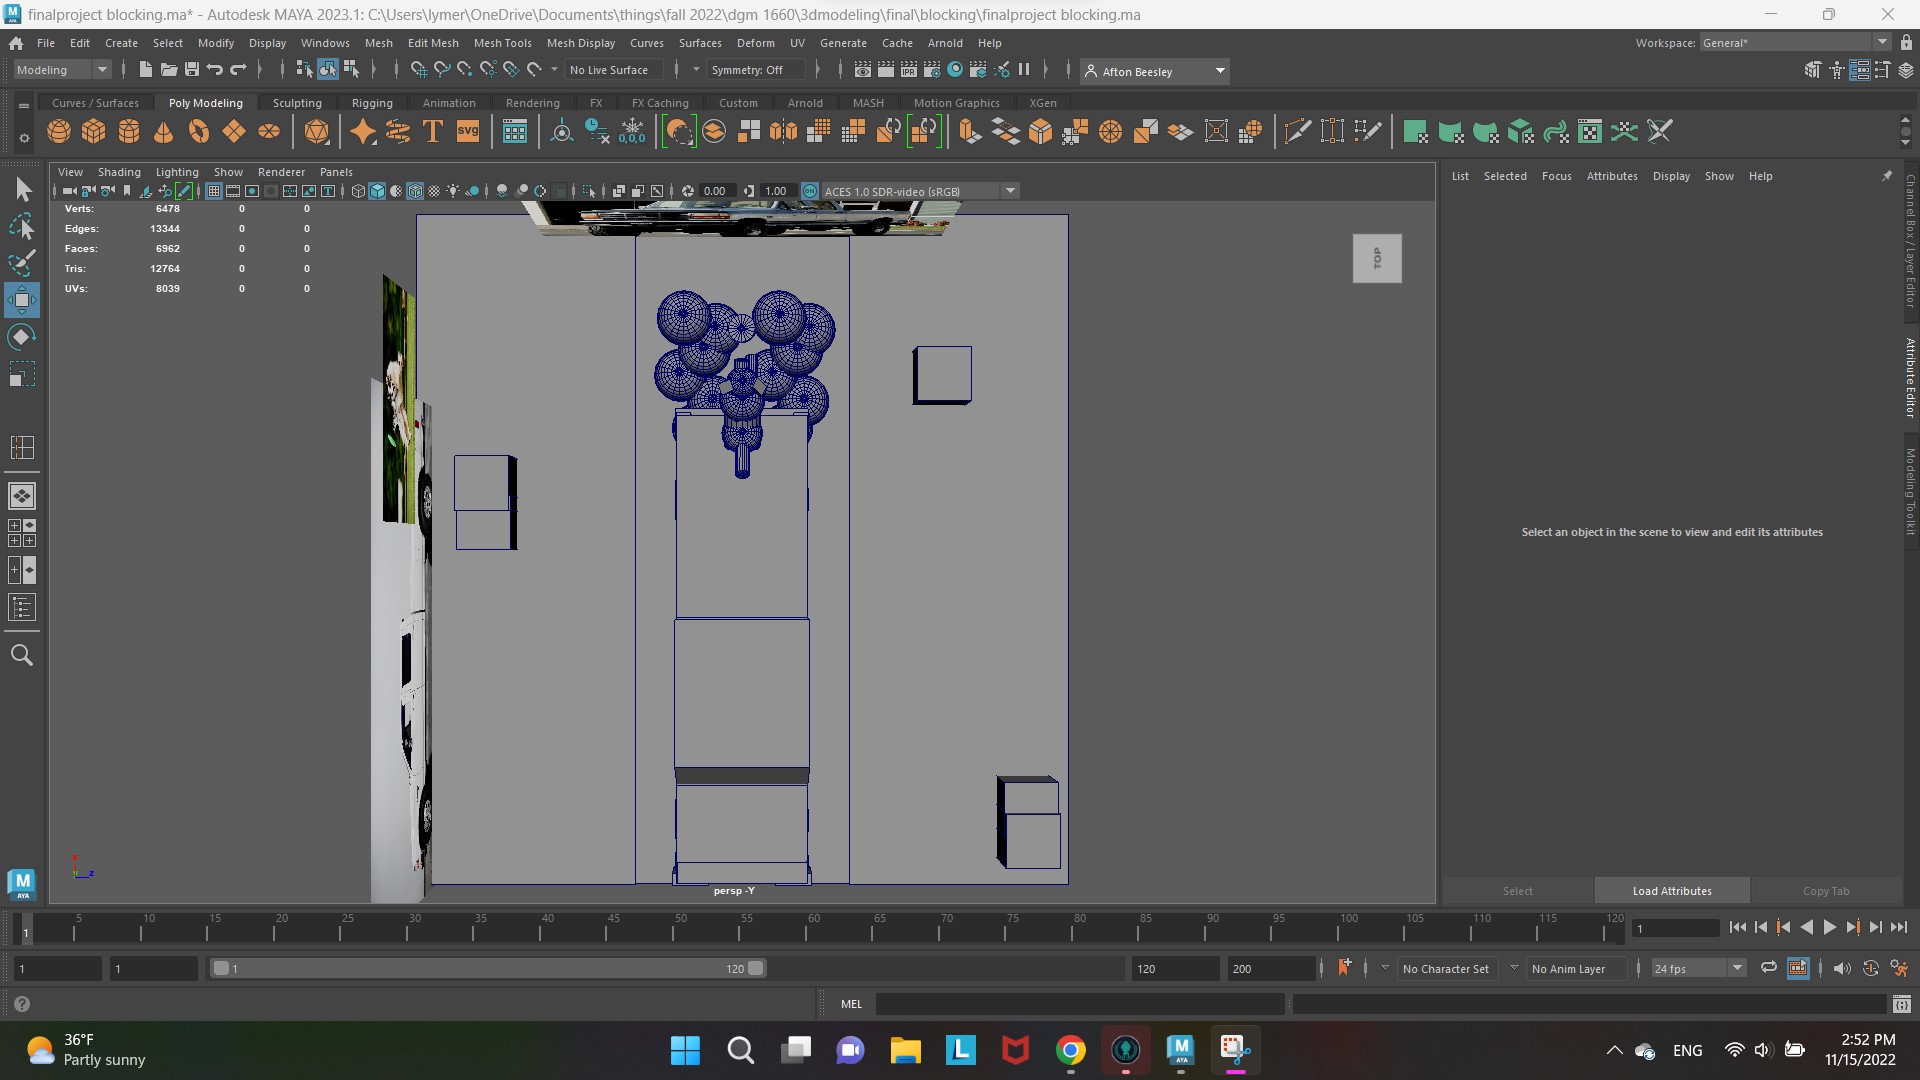 finalproject blocking.ma* - Autodesk MAYA 2023.1: C:\Users\lymer\OneDrive\Documents\things\fall 2022\dgm 1660\3dmodeling\final\blocking\finalproject blocking.ma
File Edit Create Select Modify Display Windows Mesh Edit Mesh Mesh Tools Mesh Display Curves Surfaces Deform UV Generate Cache Arnold Help Workspace: General*
Modeling No Live Surface Symmetry: Off IPR Afton Beesley
Curves / Surfaces Poly Modeling Sculpting Rigging Animation Rendering FX FX Caching Custom Arnold MASH Motion Graphics XGen
T SVG 0,0,0
View Shading Lighting Show Renderer Panels
0.00 1.00 ON ACES 1.0 SDR-video (sRGB)
Verts: 6478 0 0
Edges: 13344 0 0
Faces: 6962 0 0
Tris: 12764 0 0
UVs: 8039 0 0
TOP
x
y z
persp -Y
List Selected Focus Attributes Display Show Help
Select an object in the scene to view and edit its attributes
Select Load Attributes Copy Tab
Channel Box / Layer Editor
Attribute Editor
Modeling Toolkit
M
AYA
5 10 15 20 25 30 35 40 45 50 55 60 65 70 75 80 85 90 95 100 105 110 115 120
1 1
1 1 1 120 120 200 No Character Set No Anim Layer 24 fps
MEL
36°F
Partly sunny
L M AYA
ENG
2:52 PM
11/15/2022